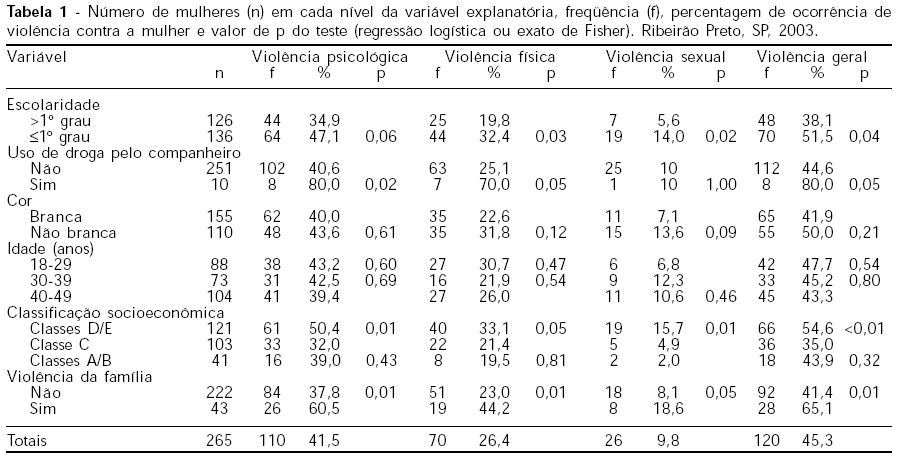 Tabela 1 - Número de mulheres (n) em cada nível da variável explanatória, freqüência (f), percentagem de ocorrência de
violência contra a mulher e valor de p do teste (regressão logística ou exato de Fisher). Ribeirão Preto, SP, 2003.
Variável Violência psicológica Violência física Violência sexual Violência geral
n f % p f % p f % p f % p
Escolaridade
>1º grau 126 44 34,9 25 19,8 7 5,6 48 38,1
≤1º grau 136 64 47,1 0,06 44 32,4 0,03 19 14,0 0,02 70 51,5 0,04
Uso de droga pelo companheiro
Não 251 102 40,6 63 25,1 25 10 112 44,6
Sim 10 8 80,0 0,02 7 70,0 0,05 1 10 1,00 8 80,0 0,05
Cor
Branca 155 62 40,0 35 22,6 11 7,1 65 41,9
Não branca 110 48 43,6 0,61 35 31,8 0,12 15 13,6 0,09 55 50,0 0,21
Idade (anos)
18-29 88 38 43,2 0,60 27 30,7 0,47 6 6,8 42 47,7 0,54
30-39 73 31 42,5 0,69 16 21,9 0,54 9 12,3 33 45,2 0,80
40-49 104 41 39,4 27 26,0 11 10,6 0,46 45 43,3
Classificação socioeconômica
Classes D/E 121 61 50,4 0,01 40 33,1 0,05 19 15,7 0,01 66 54,6 <0,01
Classe C 103 33 32,0 22 21,4 5 4,9 36 35,0
Classes A/B 41 16 39,0 0,43 8 19,5 0,81 2 2,0 18 43,9 0,32
Violência da família
Não 222 84 37,8 0,01 51 23,0 0,01 18 8,1 0,05 92 41,4 0,01
Sim 43 26 60,5 19 44,2 8 18,6 28 65,1
Totais 265 110 41,5 70 26,4 26 9,8 120 45,3